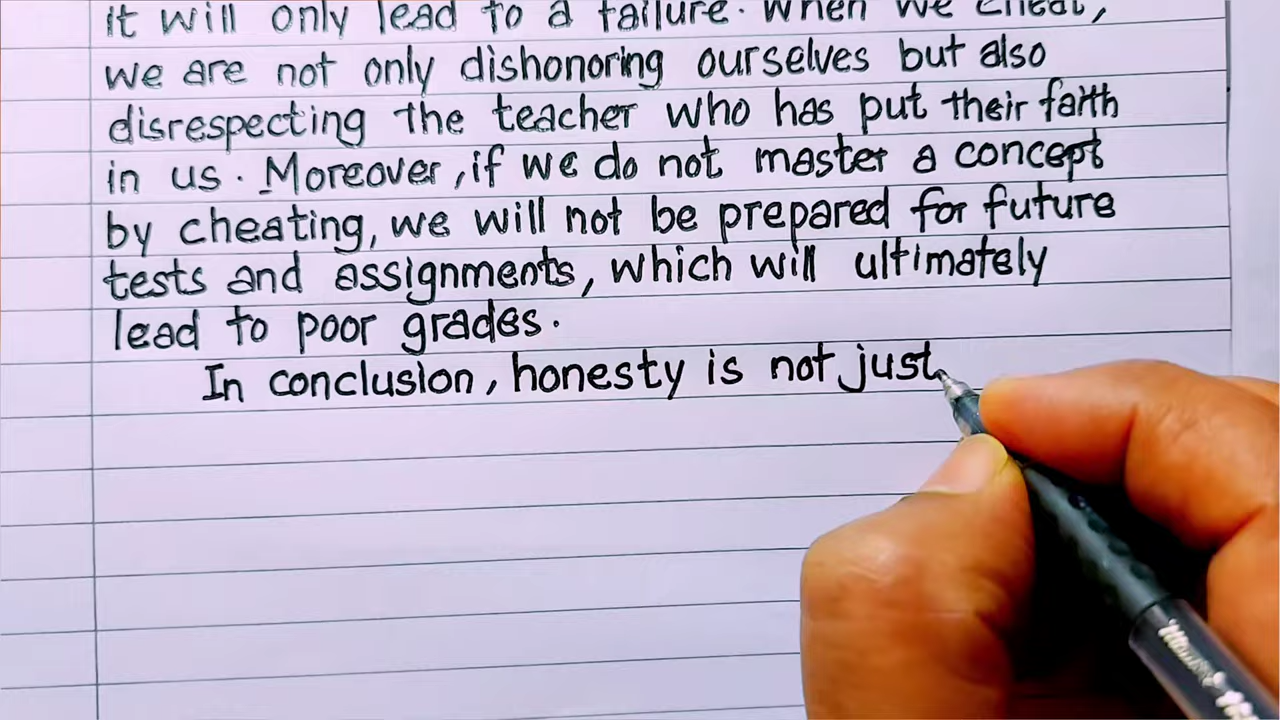 it will only lead to a failure. When we cheat,
we are not only dishonoring ourselves but also
disrespecting the teacher who has put their faith
in us. Moreover, if we do not master a concept
by cheating, we will not be prepared for future
tests and assignments, which will ultimately
lead to poor grades.
In conclusion, honesty is not just